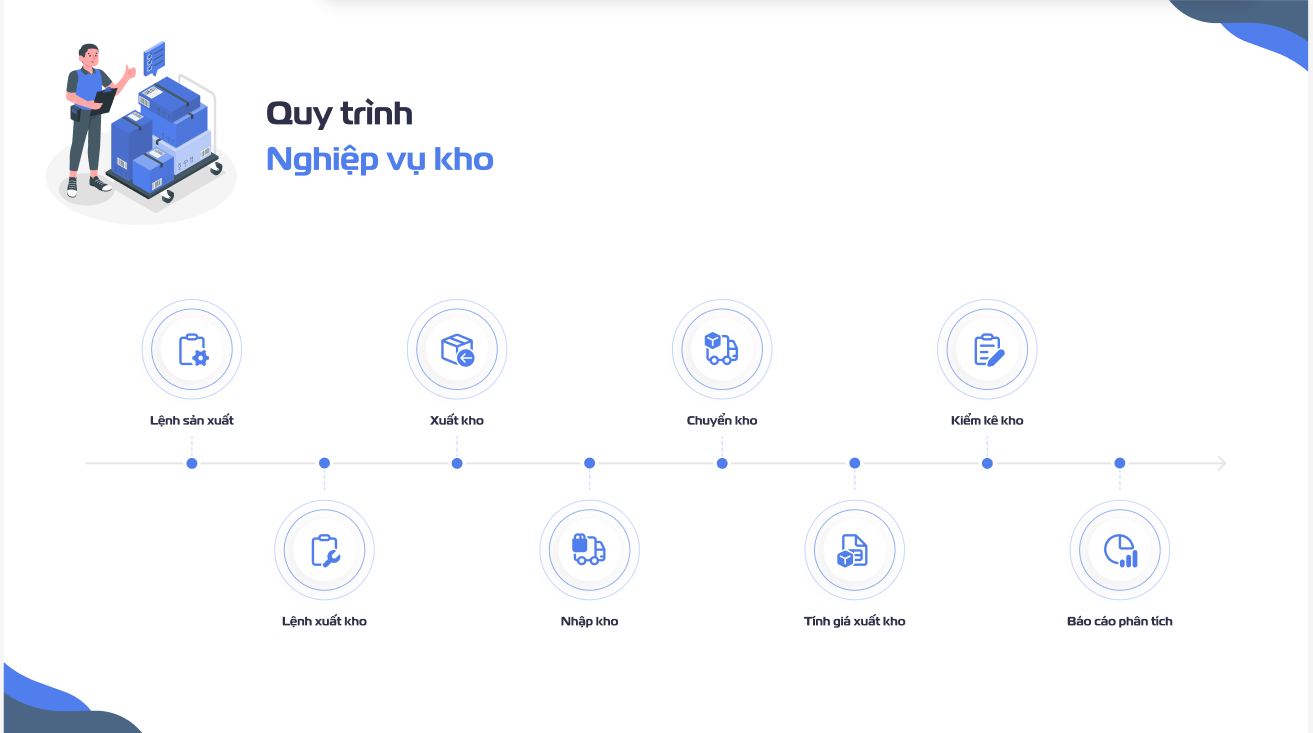 Quy trình
Nghiệp vụ kho
Lệnh sản xuất
Xuất kho
Chuyển kho
Kiểm kê kho
Lệnh xuất kho
Nhập kho
Tính giá xuất kho
Báo cáo phân tích